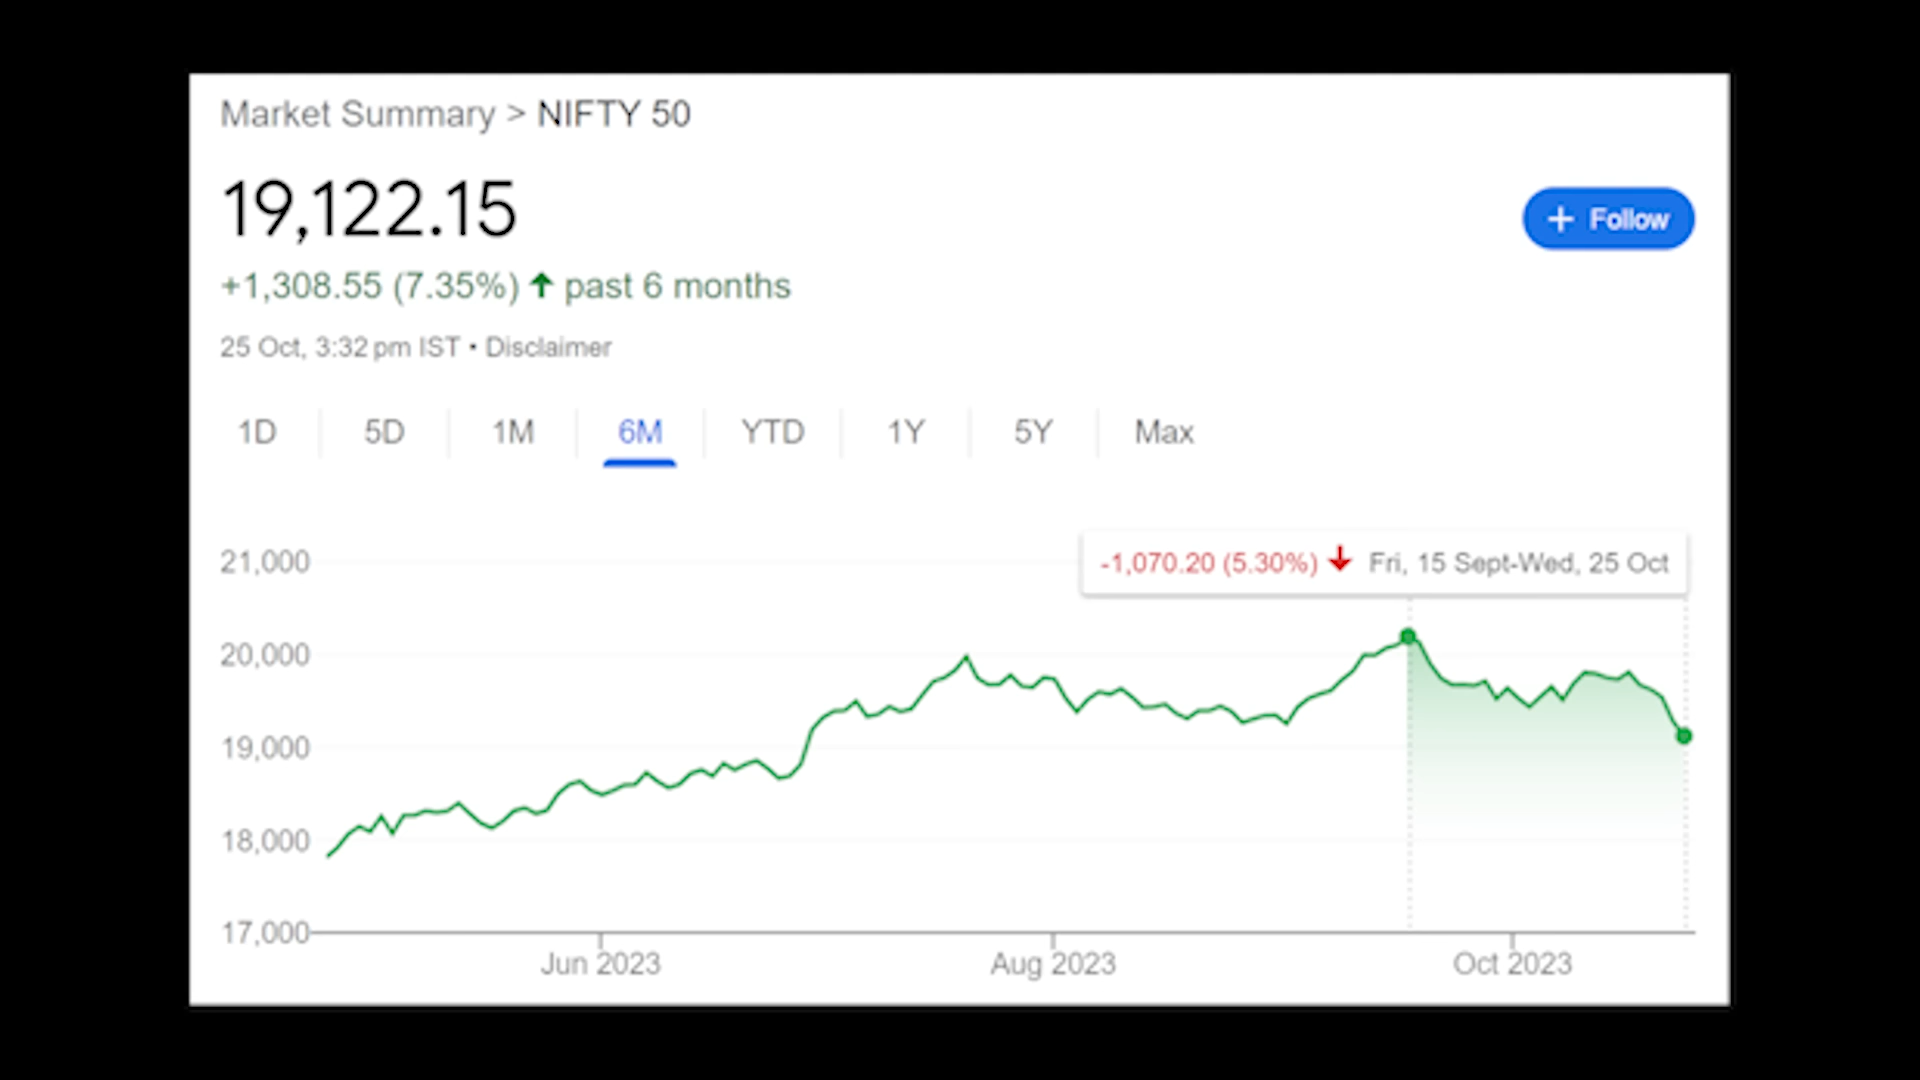 Market Summary > NIFTY 50
19,122.15
+ Follow
+1,308.55 (7.35%) ↑ past 6 months
25 Oct, 3:32 pm IST • Disclaimer
1D 5D 1M 6M YTD 1Y 5Y Max
-1,070.20 (5.30%) ↓ Fri, 15 Sept-Wed, 25 Oct
21,000
20,000
19,000
18,000
17,000
Jun 2023 Aug 2023 Oct 2023